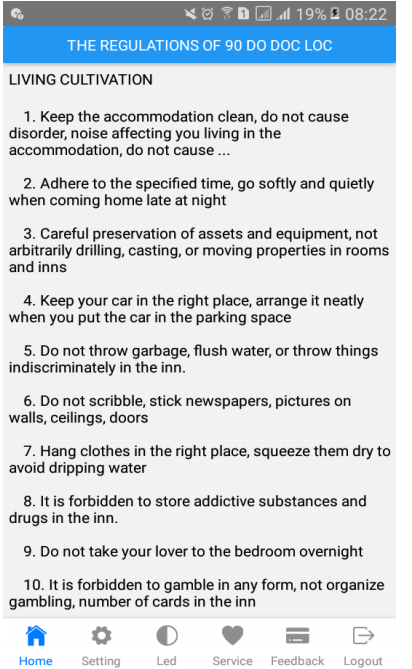 19% 08:22
THE REGULATIONS OF 90 DO DOC LOC
LIVING CULTIVATION
1. Keep the accommodation clean, do not cause
disorder, noise affecting you living in the
accommodation, do not cause ...
2. Adhere to the specified time, go softly and quietly
when coming home late at night
3. Careful preservation of assets and equipment, not
arbitrarily drilling, casting, or moving properties in rooms
and inns
4. Keep your car in the right place, arrange it neatly
when you put the car in the parking space
5. Do not throw garbage, flush water, or throw things
indiscriminately in the inn.
6. Do not scribble, stick newspapers, pictures on
walls, ceilings, doors
7. Hang clothes in the right place, squeeze them dry to
avoid dripping water
8. It is forbidden to store addictive substances and
drugs in the inn.
9. Do not take your lover to the bedroom overnight
10. It is forbidden to gamble in any form, not organize
gambling, number of cards in the inn
Home Setting Led Service Feedback Logout